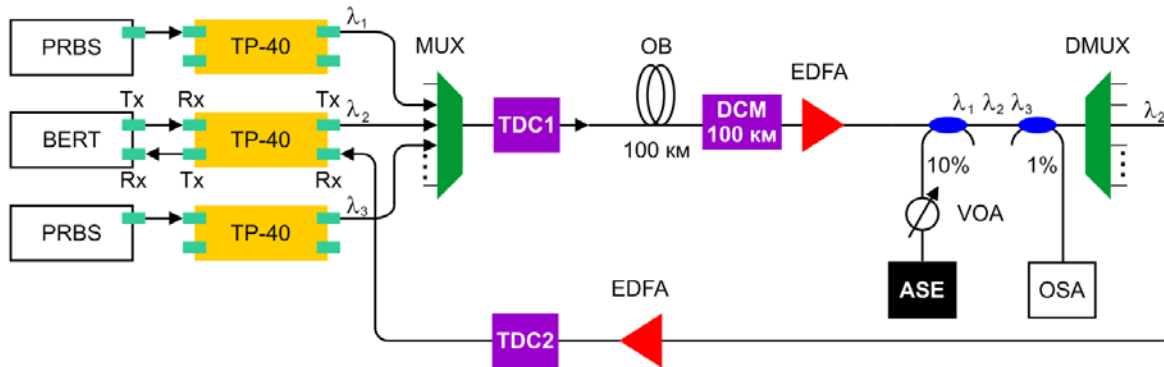 PRBS
TP-40
λ1
MUX
ОВ
EDFA
DMUX
Tx
Rx
Tx
BERT
TP-40
λ2
TDC1
100 км
DCM
100 км
λ1 λ2 λ3
10%
1%
λ2
Rx
Tx
Rx
PRBS
TP-40
λ3
VOA
ASE
OSA
EDFA
TDC2